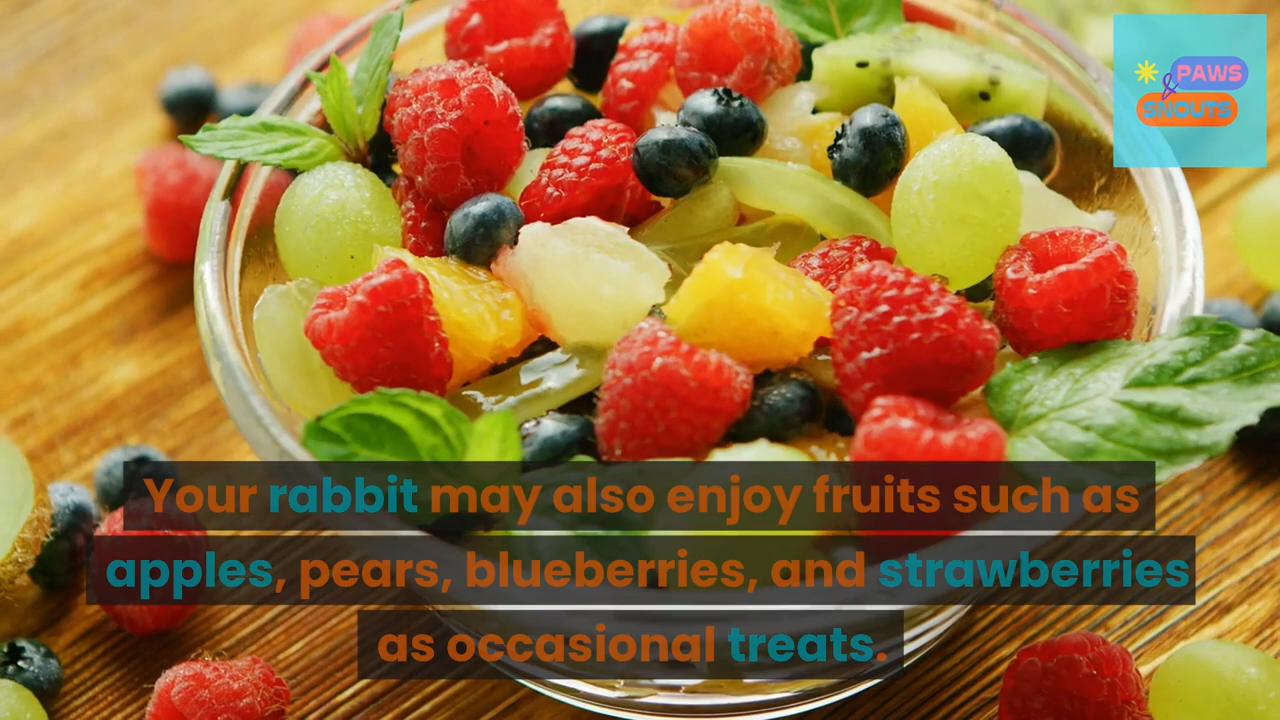 PAWS
&
SNOUTS
Your rabbit may also enjoy fruits such as
apples, pears, blueberries, and strawberries
as occasional treats.